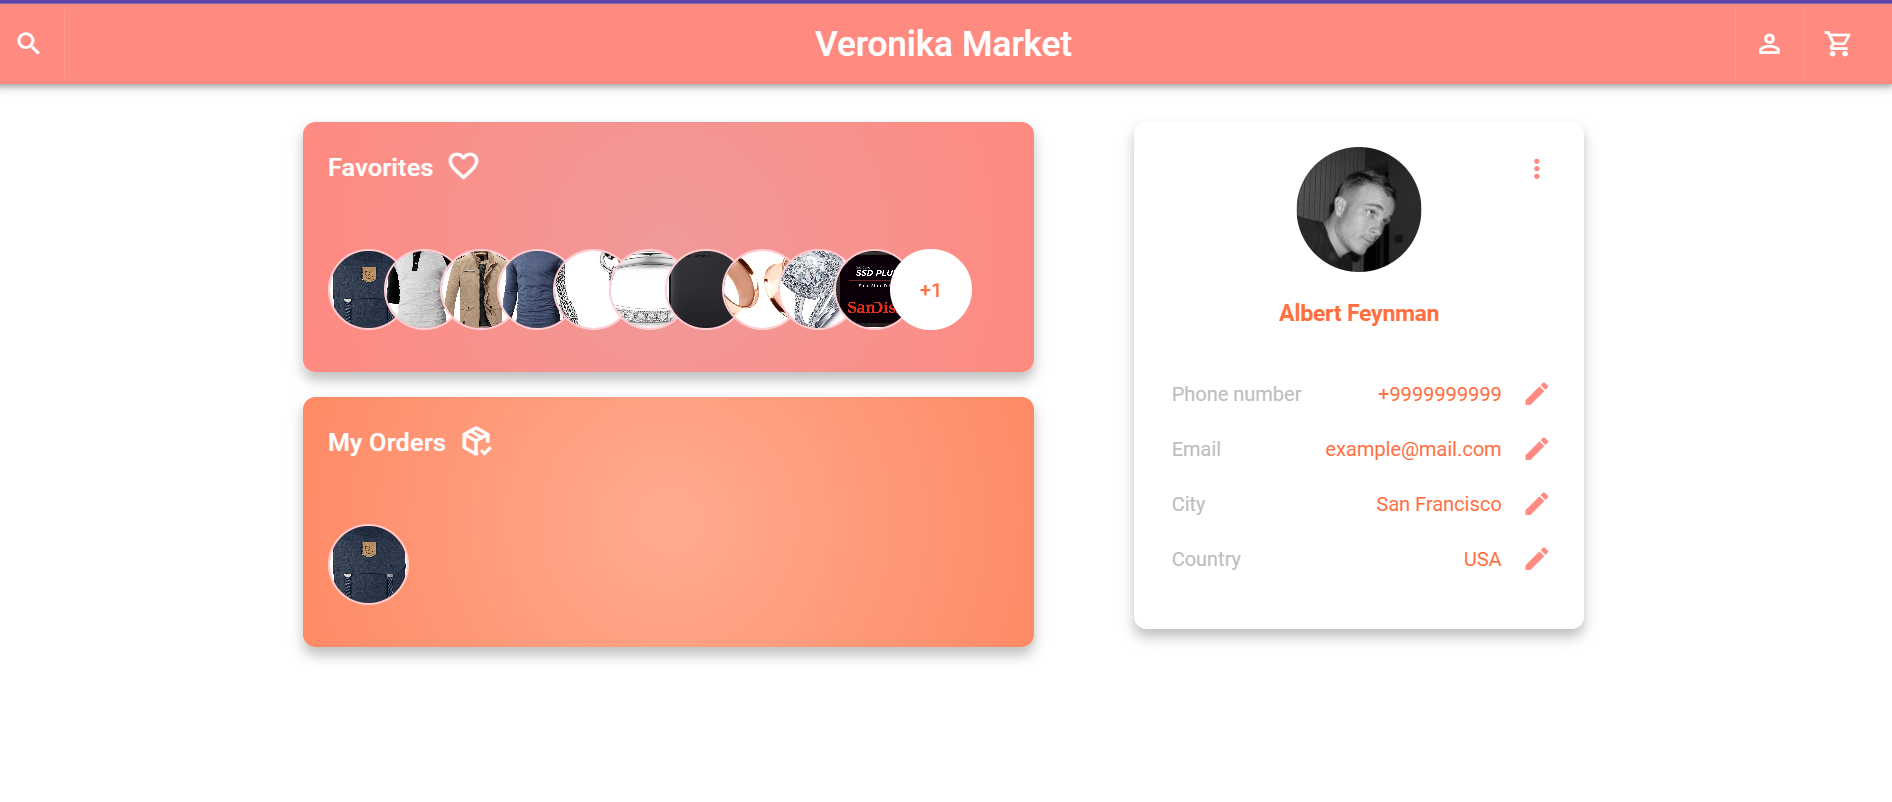 Veronika Market
Favorites
SSD PLU
SanDis
+1
My Orders
Albert Feynman
Phone number +9999999999
Email example@mail.com
City San Francisco
Country USA